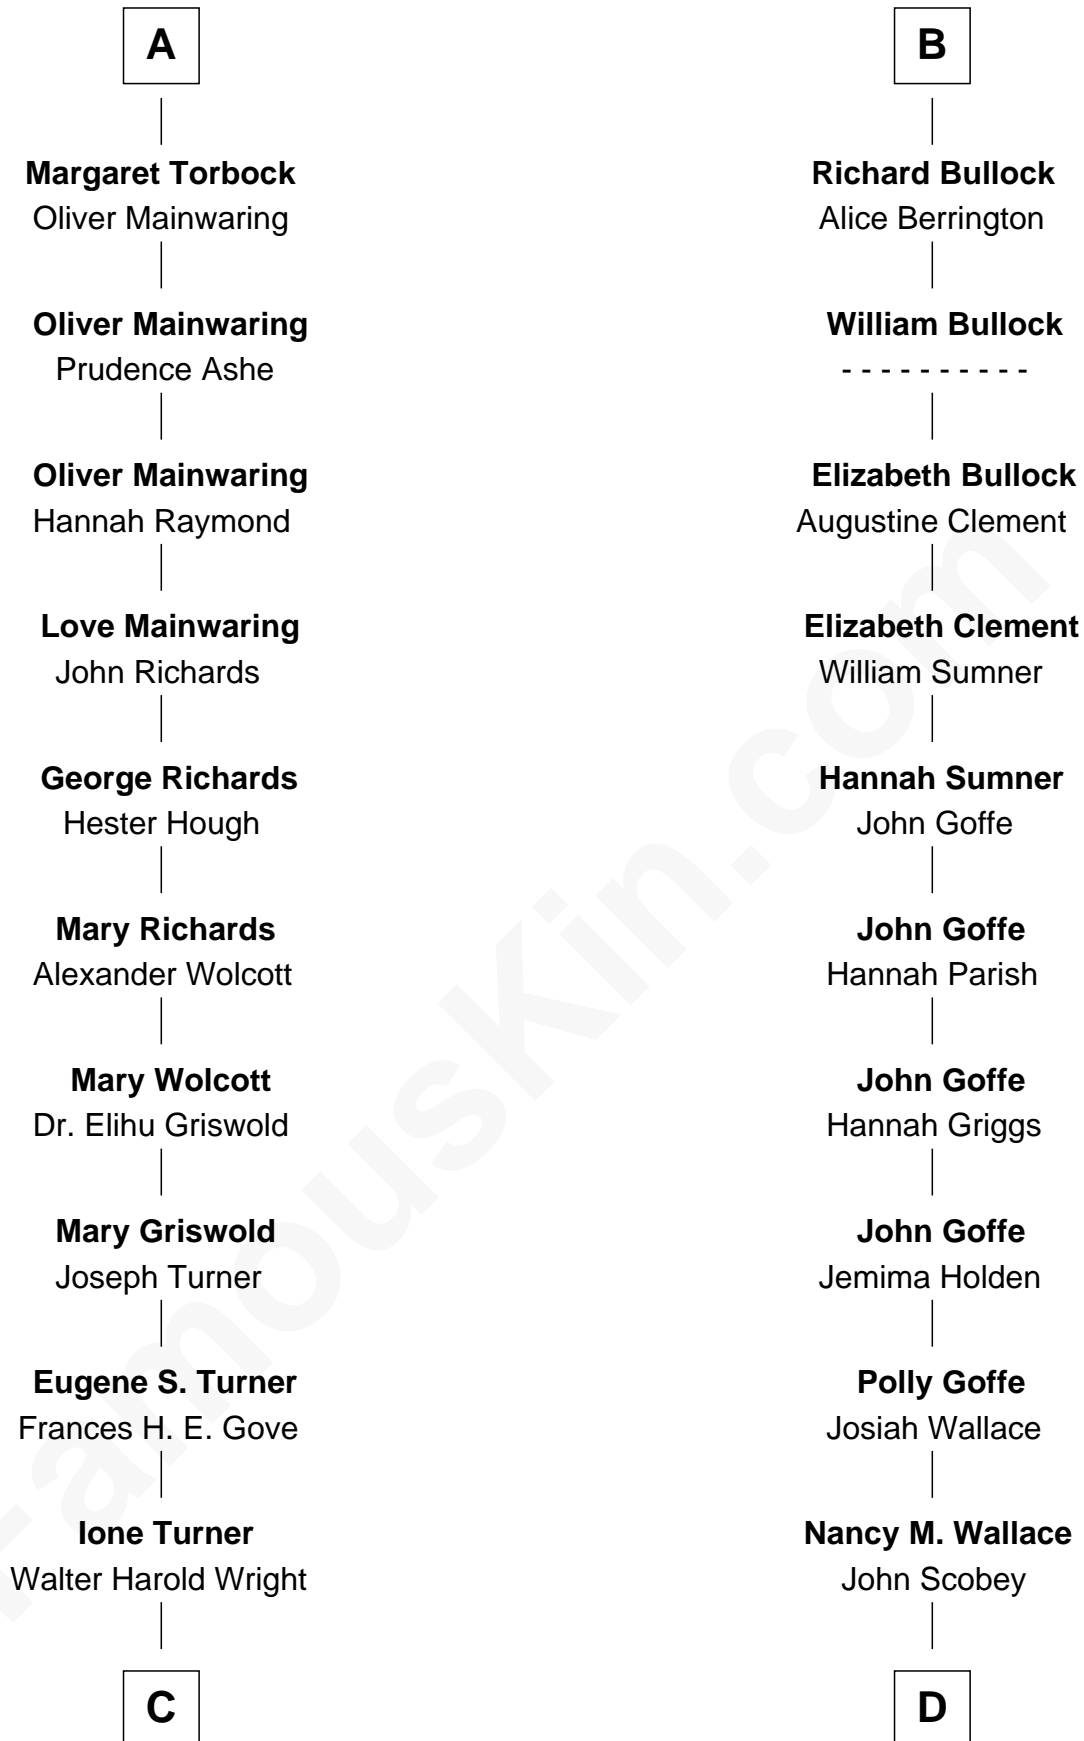 A
Margaret Torbock
Oliver Mainwaring
Oliver Mainwaring
Prudence Ashe
Oliver Mainwaring
Hannah Raymond
Love Mainwaring
John Richards
George Richards
Hester Hough
Mary Richards
Alexander Wolcott
Mary Wolcott
Dr. Elihu Griswold
Mary Griswold
Joseph Turner
Eugene S. Turner
Frances H. E. Gove
Ione Turner
Walter Harold Wright
C
B
Richard Bullock
Alice Berrington
William Bullock
- - - - - - - - - -
Elizabeth Bullock
Augustine Clement
Elizabeth Clement
William Sumner
Hannah Sumner
John Goffe
John Goffe
Hannah Parish
John Goffe
Hannah Griggs
John Goffe
Jemima Holden
Polly Goffe
Josiah Wallace
Nancy M. Wallace
John Scobey
D
FamousKin.com